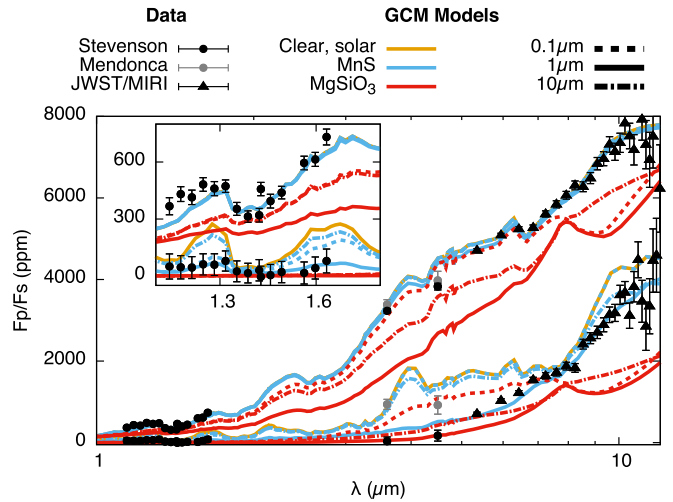 Data GCM Models
Stevenson Clear, solar 0.1µm
Mendonca MnS 1µm
JWST/MIRI MgSiO₃ 10µm
8000
6000
4000
2000
0
600
300
0
1.3 1.6
Fp/Fs (ppm)
1 10
λ (µm)